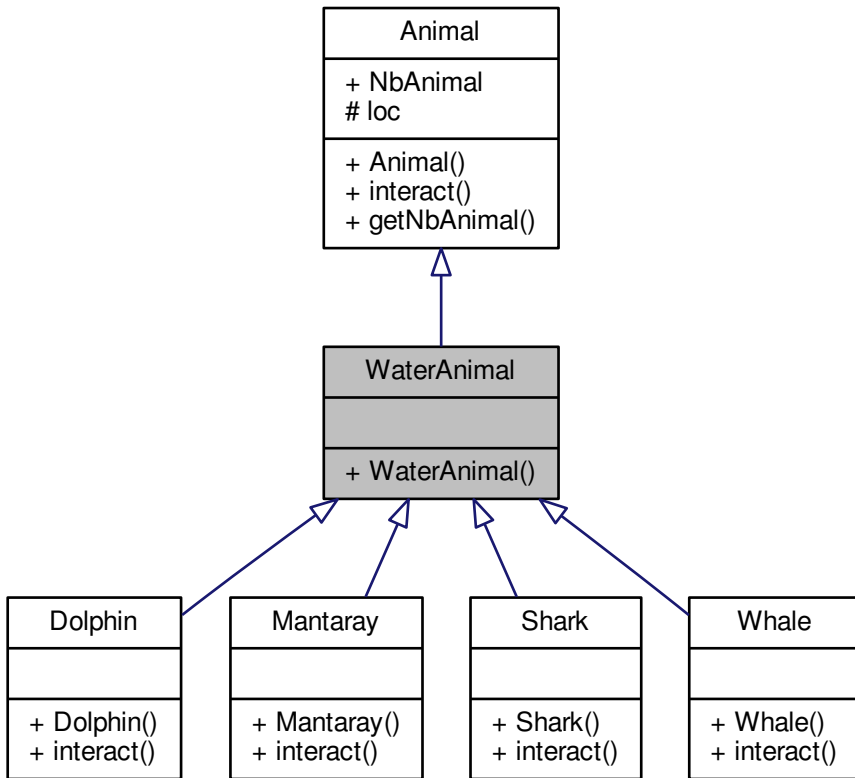 Animal
+ NbAnimal
# loc
+ Animal()
+ interact()
+ getNbAnimal()
WaterAnimal
+ WaterAnimal()
Dolphin
+ Dolphin()
+ interact()
Mantaray
+ Mantaray()
+ interact()
Shark
+ Shark()
+ interact()
Whale
+ Whale()
+ interact()